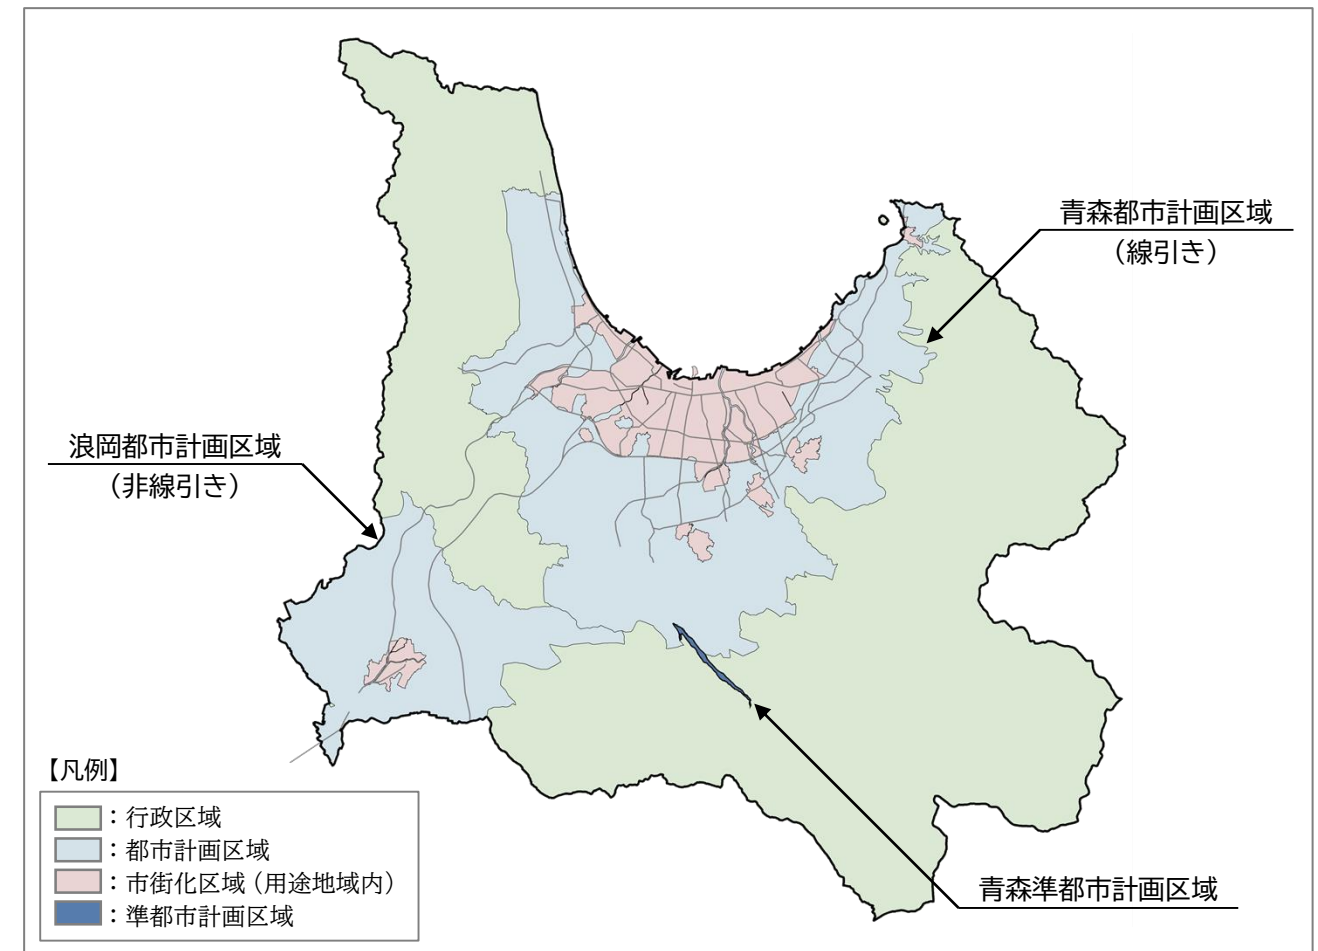 青森都市計画区域
（線引き）
浪岡都市計画区域
（非線引き）
【凡例】
：行政区域
：都市計画区域
：市街化区域（用途地域内）
：準都市計画区域
青森準都市計画区域